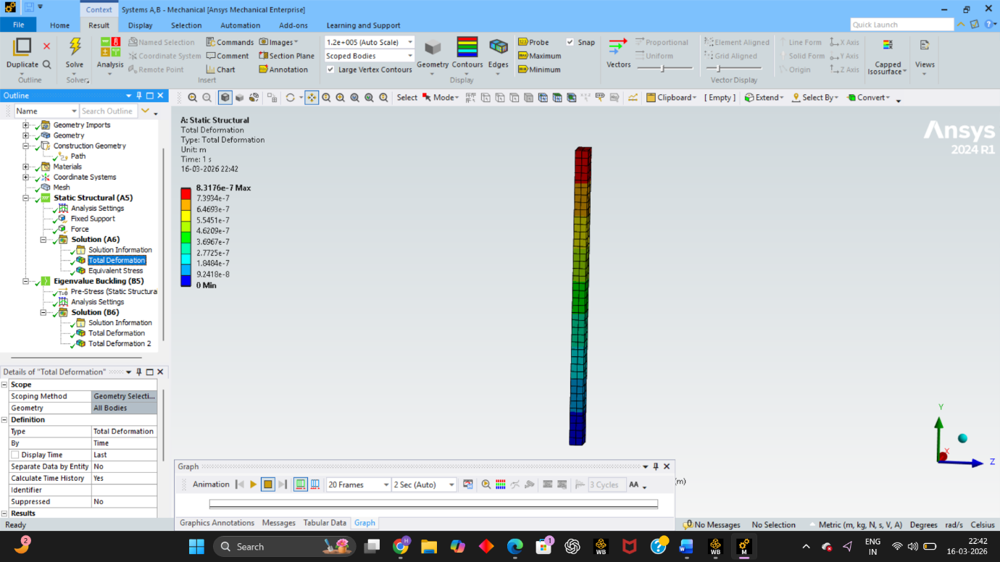 Context
Systems A,B - Mechanical [Ansys Mechanical Enterprise]
File Home Result Display Selection Automation Add-ons Learning and Support Quick Launch
Duplicate Solve Analysis
Named Selection Commands Images 1.2e+005 (Auto Scale) Probe Snap Proportional Element Aligned Line Form X Axis
Coordinate System Comment Section Plane Scoped Bodies Geometry Contours Edges Maximum Vectors Uniform Grid Aligned Solid Form Y Axis Capped Isosurface Views
Remote Point Chart Annotation Large Vertex Contours Minimum Origin Z Axis
Outline Solver Insert Display Vector Display
Outline
Select Mode Clipboard [ Empty ] Extend Select By Convert
Name Search Outline
Geometry Imports
Geometry
Construction Geometry
Path
Materials
Coordinate Systems
Mesh
Static Structural (A5)
Analysis Settings
Fixed Support
Force
Solution (A6)
Solution Information
Total Deformation
Equivalent Stress
Eigenvalue Buckling (B5)
T=0 Pre-Stress (Static Structura
Analysis Settings
Solution (B6)
Solution Information
Total Deformation
Total Deformation 2
A: Static Structural
Total Deformation
Type: Total Deformation
Unit: m
Time: 1 s
16-03-2026 22:42
8.3176e-7 Max
7.3934e-7
6.4693e-7
5.5451e-7
4.6209e-7
3.6967e-7
2.7725e-7
1.8484e-7
9.2418e-8
0 Min
Ansys
2024 R1
Y
X
Z
(m)
Details of "Total Deformation"
Scope
Scoping Method Geometry Selecti...
Geometry All Bodies
Definition
Type Total Deformation
By Time
Display Time Last
Separate Data by Entity No
Calculate Time History Yes
Identifier
Suppressed No
Results
Graph
Animation 20 Frames 2 Sec (Auto) 3 Cycles AA
Graphics Annotations Messages Tabular Data Graph
Ready
0 No Messages No Selection Metric (m, kg, N, s, V, A) Degrees rad/s Celsius
2
Search
H
1
WB
W
WB
M
ENG
IN
22:42
16-03-2026